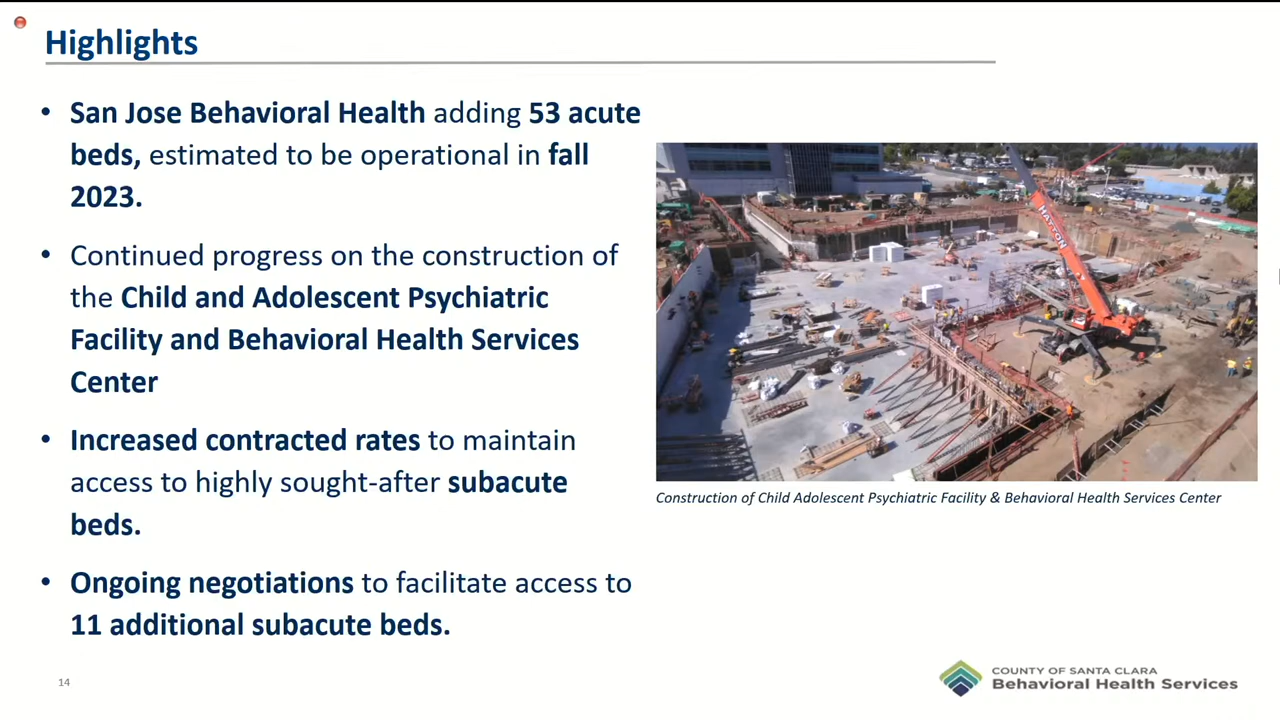 Highlights
• San Jose Behavioral Health adding 53 acute
beds, estimated to be operational in fall
2023.
• Continued progress on the construction of
the Child and Adolescent Psychiatric
Facility and Behavioral Health Services
Center
• Increased contracted rates to maintain
access to highly sought-after subacute
beds.
• Ongoing negotiations to facilitate access to
11 additional subacute beds.
HAYTON
Construction of Child Adolescent Psychiatric Facility & Behavioral Health Services Center
14
COUNTY OF SANTA CLARA
Behavioral Health Services